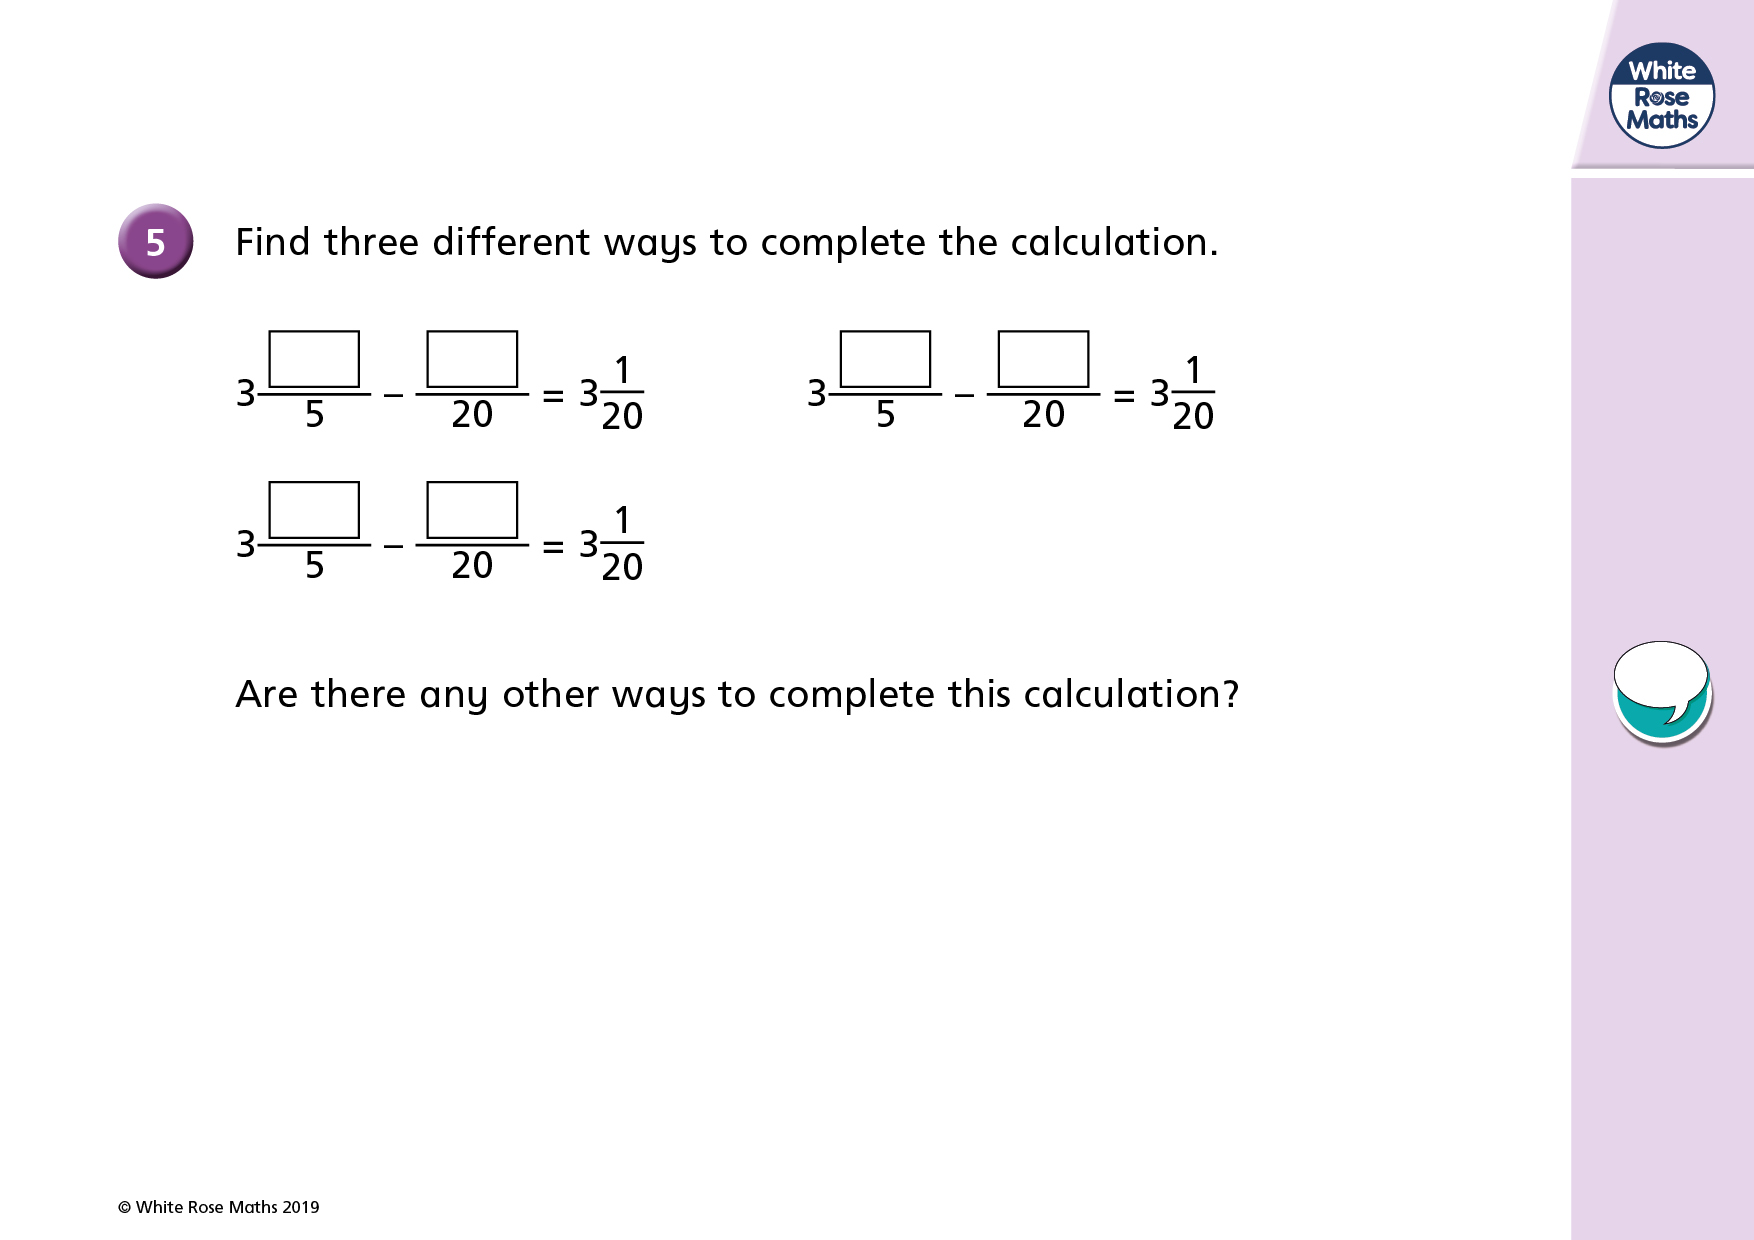 White
Rose
Maths
5 Find three different ways to complete the calculation.
3 □/5 – □/20 = 3 1/20    3 □/5 – □/20 = 3 1/20
3 □/5 – □/20 = 3 1/20
Are there any other ways to complete this calculation?
© White Rose Maths 2019